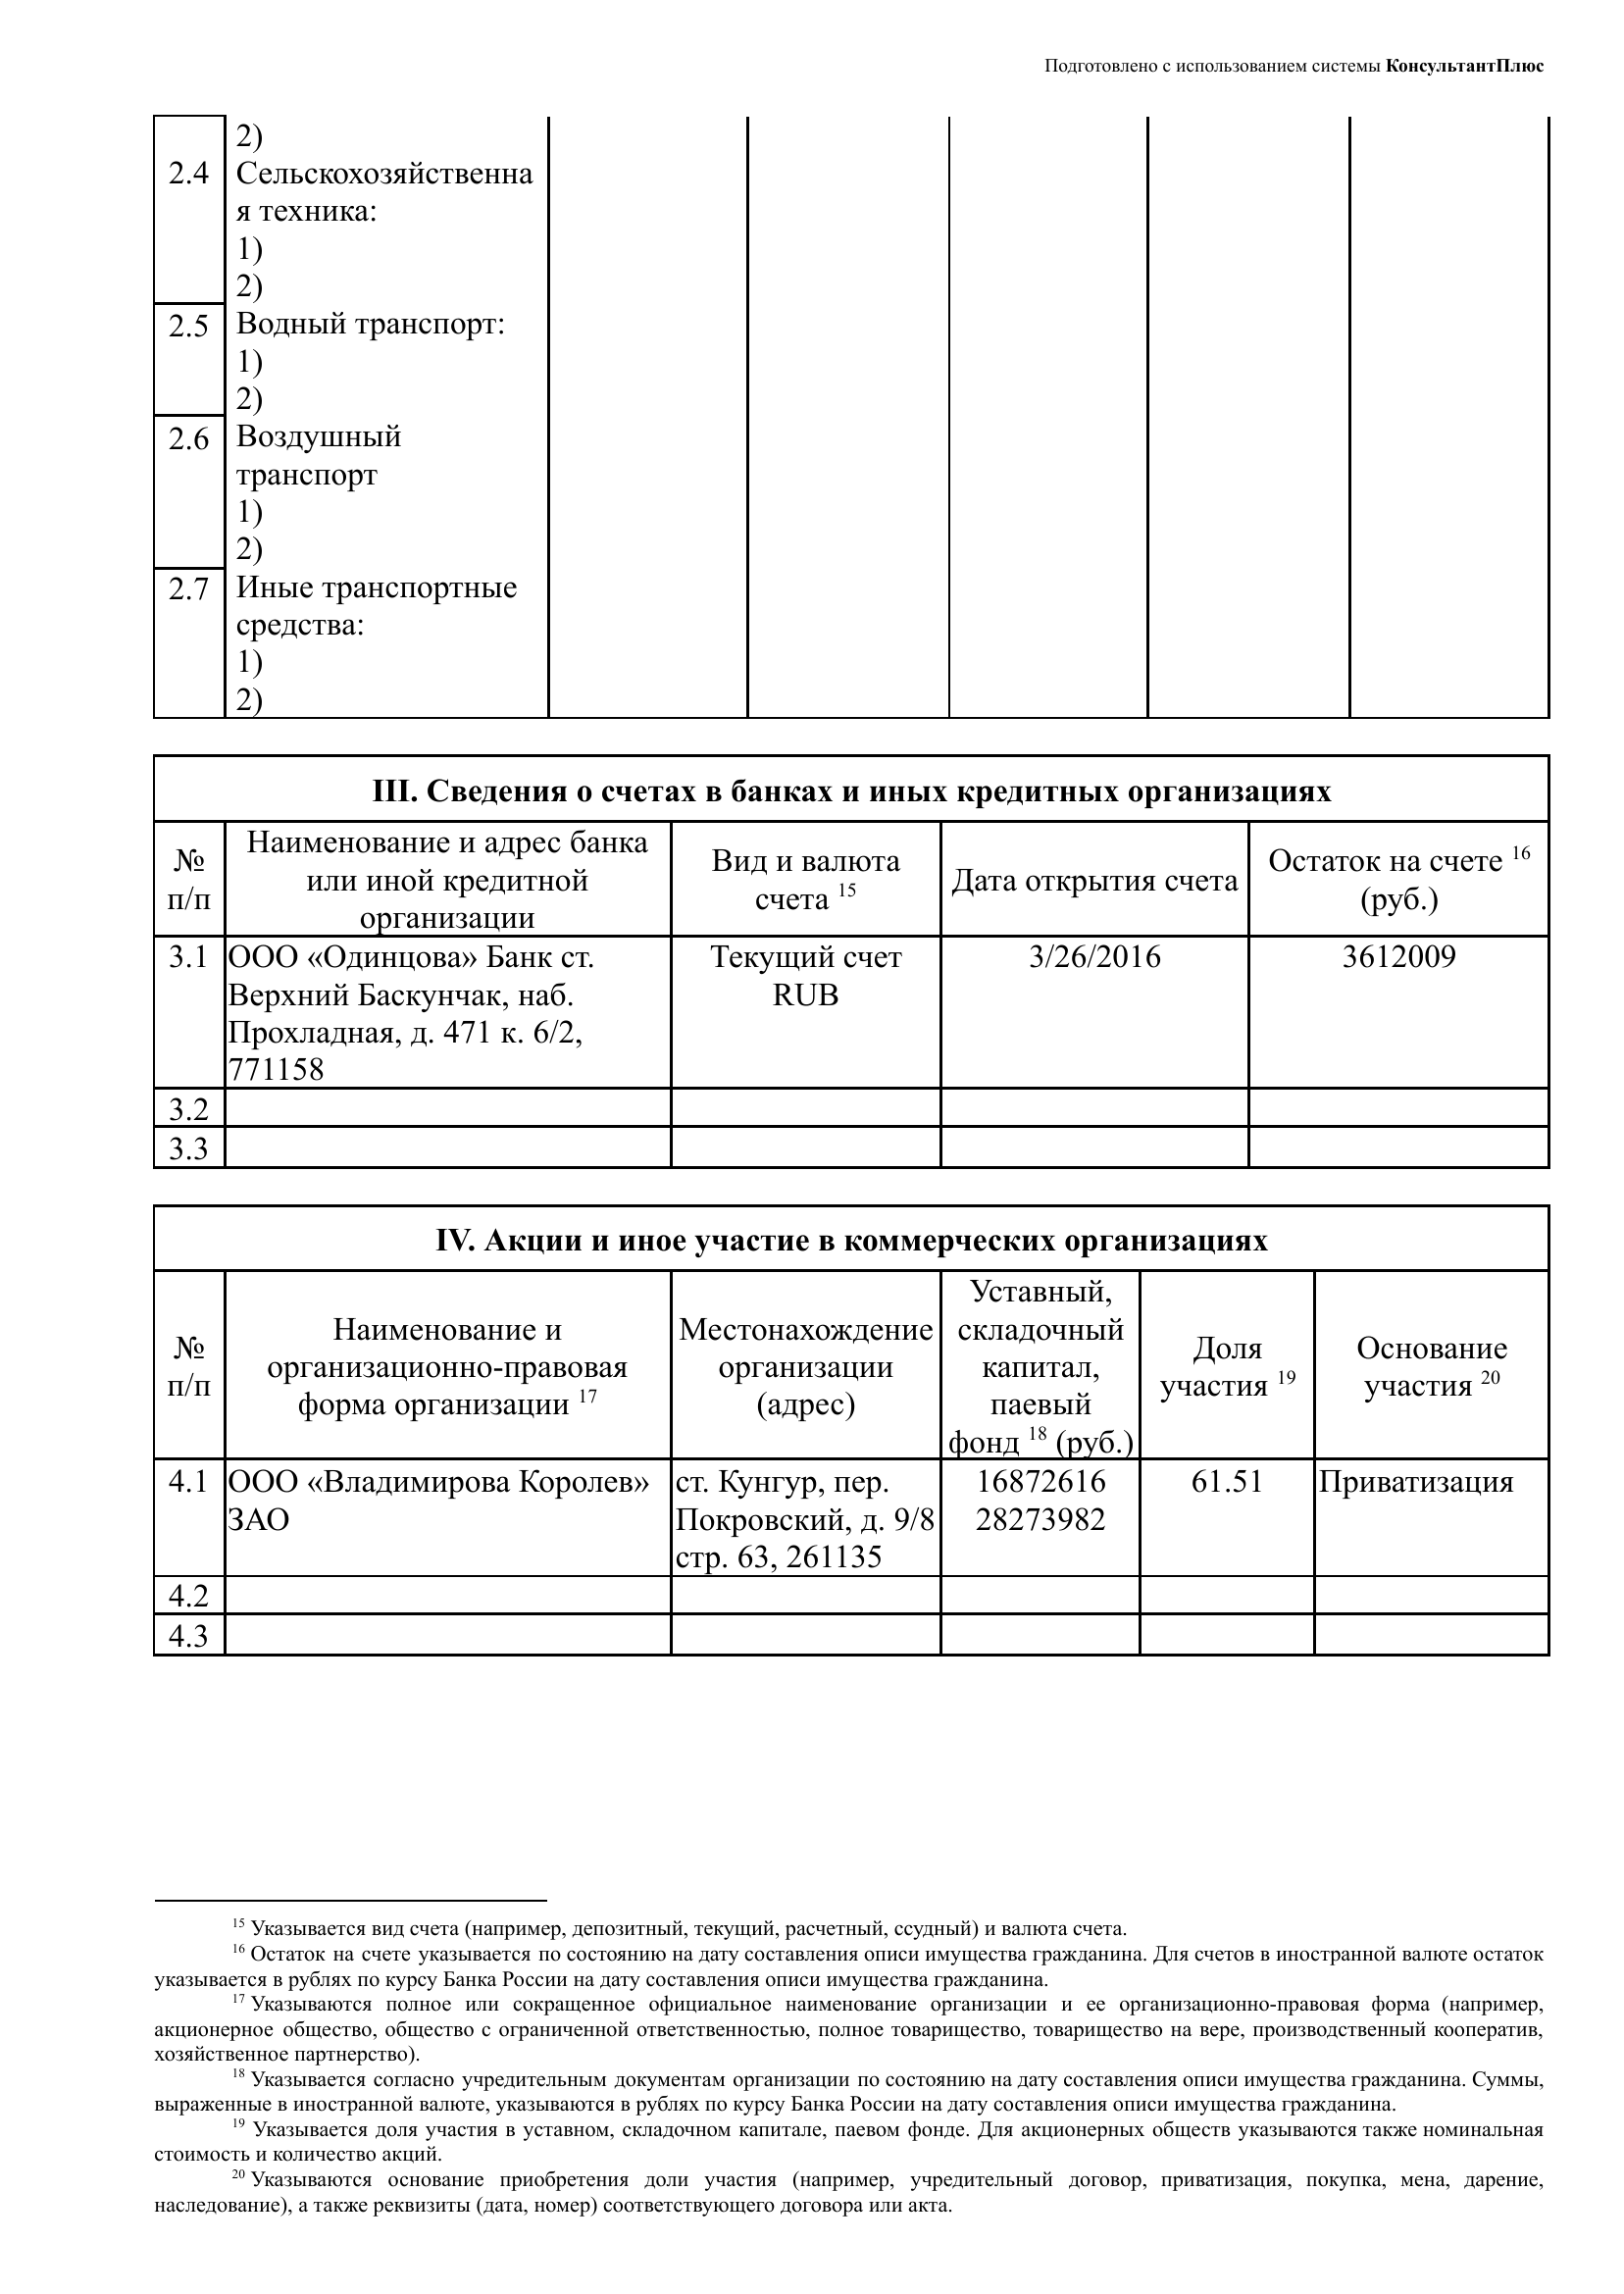 Подготовлено с использованием системы КонсультантПлюс
2)
2.4 Сельскохозяйственна
я техника:
1)
2)
2.5 Водный транспорт:
1)
2)
2.6 Воздушный
транспорт
1)
2)
2.7 Иные транспортные
средства:
1)
2)
III. Сведения о счетах в банках и иных кредитных организациях
№
п/п
Наименование и адрес банка
или иной кредитной
организации
Вид и валюта
счета 15
Дата открытия счета
Остаток на счете 16
(руб.)
3.1
ООО «Одинцова» Банк ст.
Верхний Баскунчак, наб.
Прохладная, д. 471 к. 6/2,
771158
Текущий счет
RUB
3/26/2016
3612009
3.2
3.3
IV. Акции и иное участие в коммерческих организациях
№
п/п
Наименование и
организационно-правовая
форма организации 17
Местонахождение
организации
(адрес)
Уставный,
складочный
капитал,
паевый
фонд 18 (руб.)
Доля
участия 19
Основание
участия 20
4.1
ООО «Владимирова Королев»
ЗАО
ст. Кунгур, пер.
Покровский, д. 9/8
стр. 63, 261135
16872616
28273982
61.51
Приватизация
4.2
4.3
15 Указывается вид счета (например, депозитный, текущий, расчетный, ссудный) и валюта счета.
16 Остаток на счете указывается по состоянию на дату составления описи имущества гражданина. Для счетов в иностранной валюте остаток
указывается в рублях по курсу Банка России на дату составления описи имущества гражданина.
17 Указываются полное или сокращенное официальное наименование организации и ее организационно-правовая форма (например,
акционерное общество, общество с ограниченной ответственностью, полное товарищество, товарищество на вере, производственный кооператив,
хозяйственное партнерство).
18 Указывается согласно учредительным документам организации по состоянию на дату составления описи имущества гражданина. Суммы,
выраженные в иностранной валюте, указываются в рублях по курсу Банка России на дату составления описи имущества гражданина.
19 Указывается доля участия в уставном, складочном капитале, паевом фонде. Для акционерных обществ указываются также номинальная
стоимость и количество акций.
20 Указываются основание приобретения доли участия (например, учредительный договор, приватизация, покупка, мена, дарение,
наследование), а также реквизиты (дата, номер) соответствующего договора или акта.